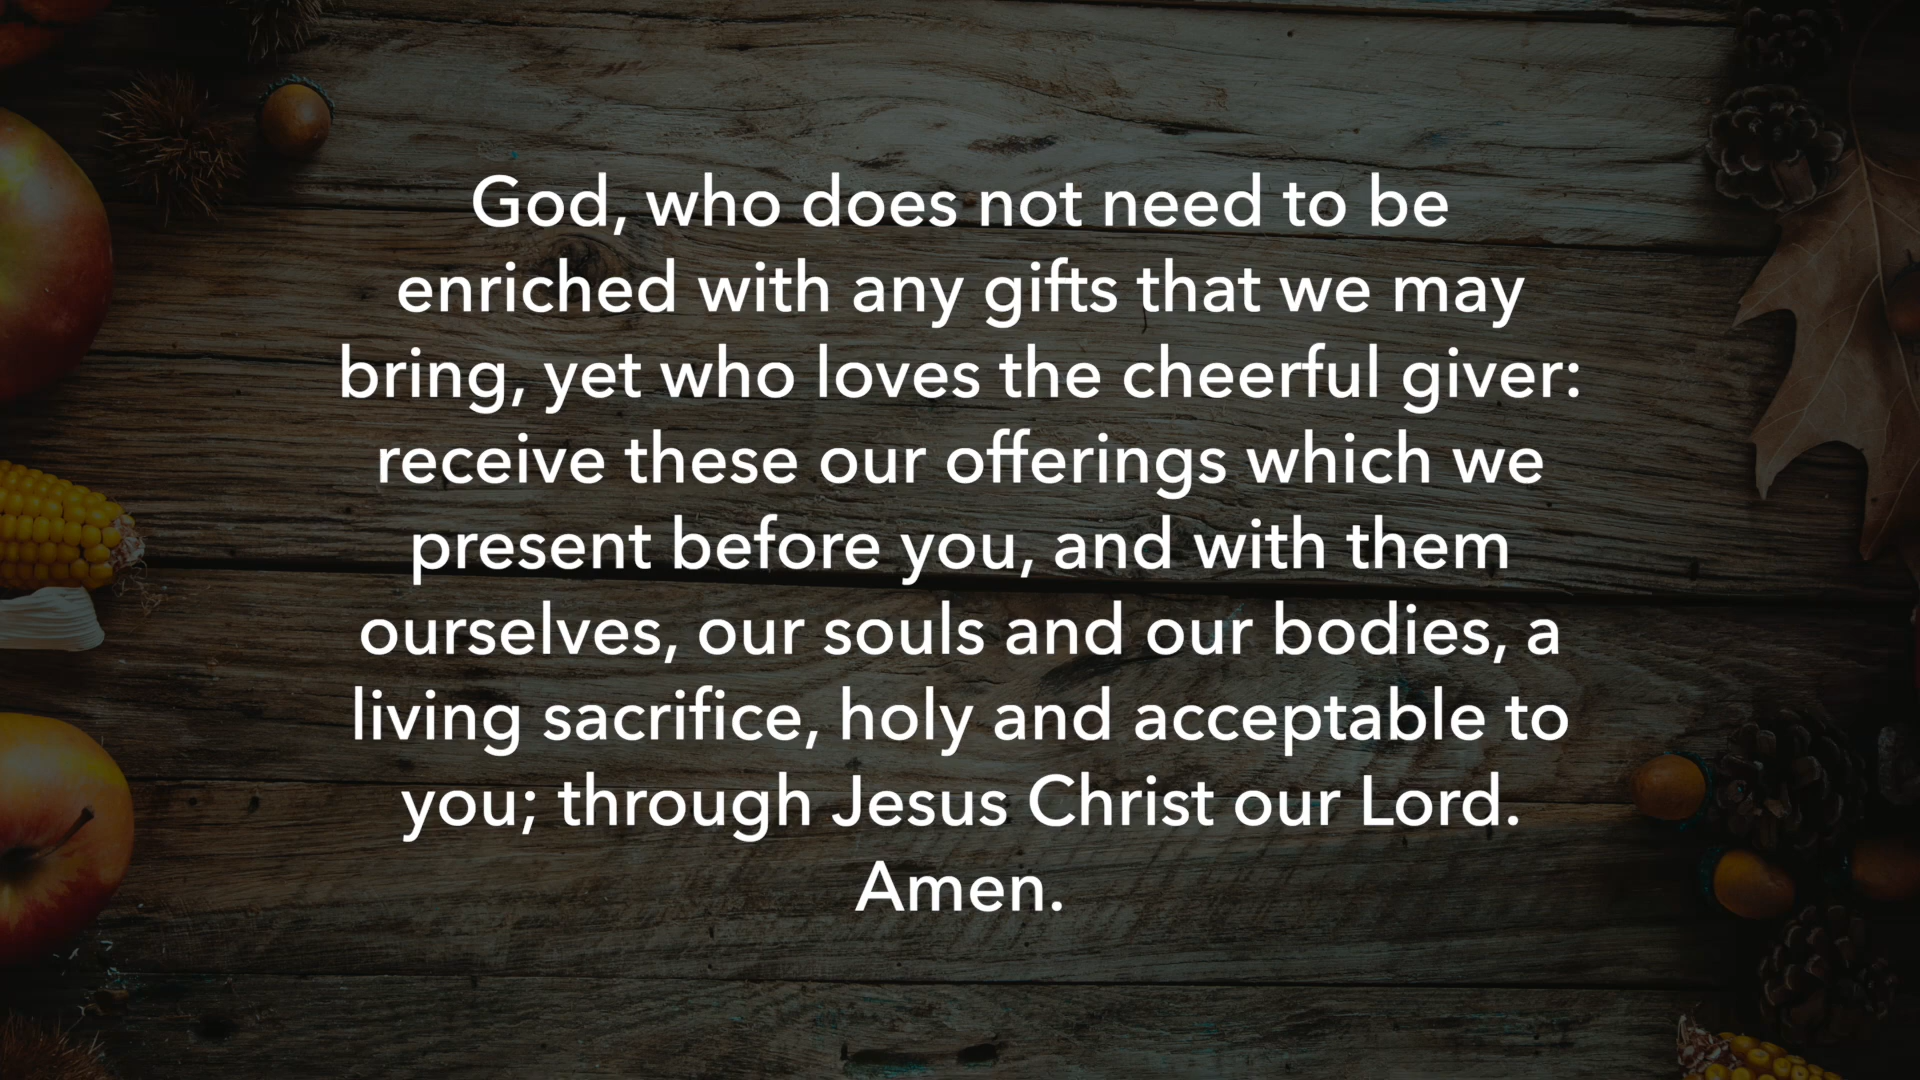 God, who does not need to be
enriched with any gifts that we may
bring, yet who loves the cheerful giver:
receive these our offerings which we
present before you, and with them
ourselves, our souls and our bodies, a
living sacrifice, holy and acceptable to
you; through Jesus Christ our Lord.
Amen.